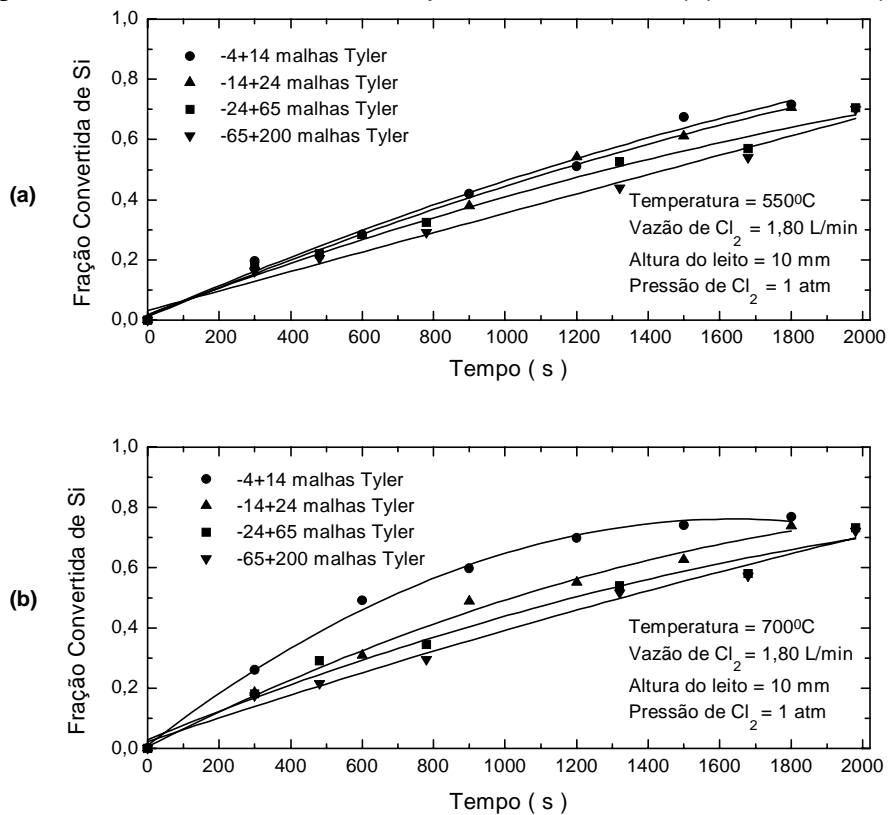 (a)
Fração Convertida de Si
1,0
0,8
0,6
0,4
0,2
0,0
-4+14 malhas Tyler
-14+24 malhas Tyler
-24+65 malhas Tyler
-65+200 malhas Tyler
Temperatura = 550ºC
Vazão de Cl2 = 1,80 L/min
Altura do leito = 10 mm
Pressão de Cl2 = 1 atm
0 200 400 600 800 1000 1200 1400 1600 1800 2000
Tempo ( s )
(b)
Fração Convertida de Si
1,0
0,8
0,6
0,4
0,2
0,0
-4+14 malhas Tyler
-14+24 malhas Tyler
-24+65 malhas Tyler
-65+200 malhas Tyler
Temperatura = 700ºC
Vazão de Cl2 = 1,80 L/min
Altura do leito = 10 mm
Pressão de Cl2 = 1 atm
0 200 400 600 800 1000 1200 1400 1600 1800 2000
Tempo ( s )